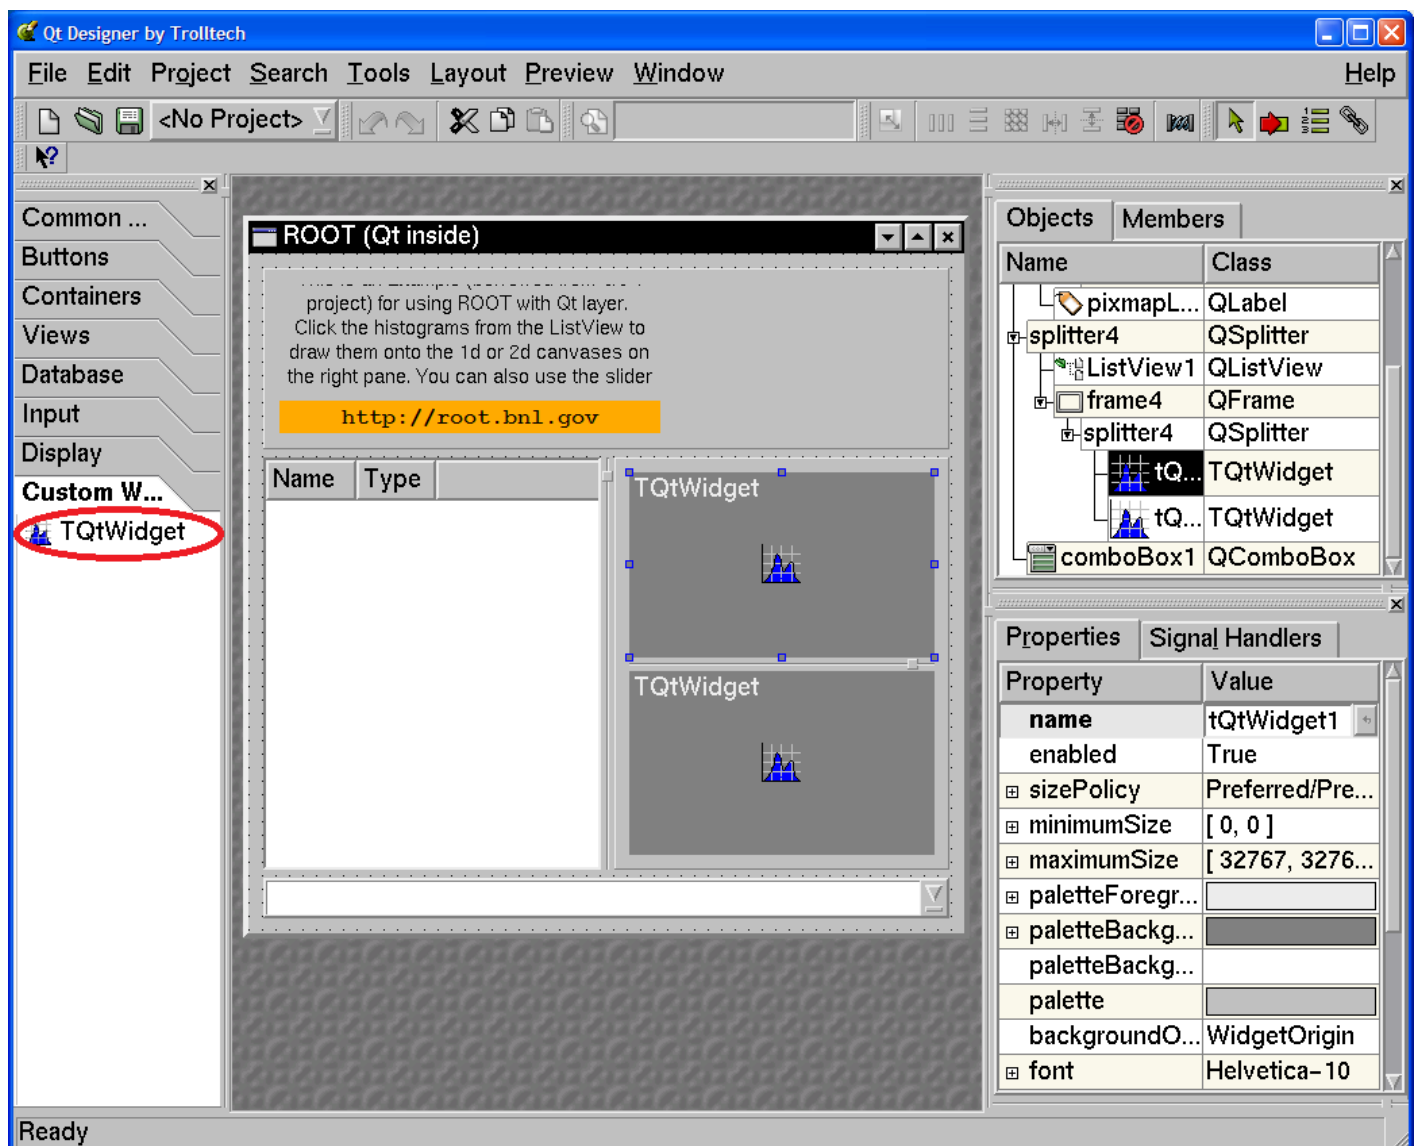 Qt Designer by Trolltech
File Edit Project Search Tools Layout Preview Window Help
<No Project>
Common ...
Buttons
Containers
Views
Database
Input
Display
Custom W...
TQtWidget
ROOT (Qt inside)
project) for using ROOT with Qt layer.
Click the histograms from the ListView to
draw them onto the 1d or 2d canvases on
the right pane. You can also use the slider
http://root.bnl.gov
Name Type
TQtWidget
TQtWidget
Objects Members
Name Class
pixmapL... QLabel
splitter4 QSplitter
ListView1 QListView
frame4 QFrame
splitter4 QSplitter
tQ... TQtWidget
tQ... TQtWidget
comboBox1 QComboBox
Properties Signal Handlers
Property Value
name tQtWidget1
enabled True
sizePolicy Preferred/Pre...
minimumSize [ 0, 0 ]
maximumSize [ 32767, 3276...
paletteForegr...
paletteBackg...
paletteBackg...
palette
backgroundO... WidgetOrigin
font Helvetica-10
Ready